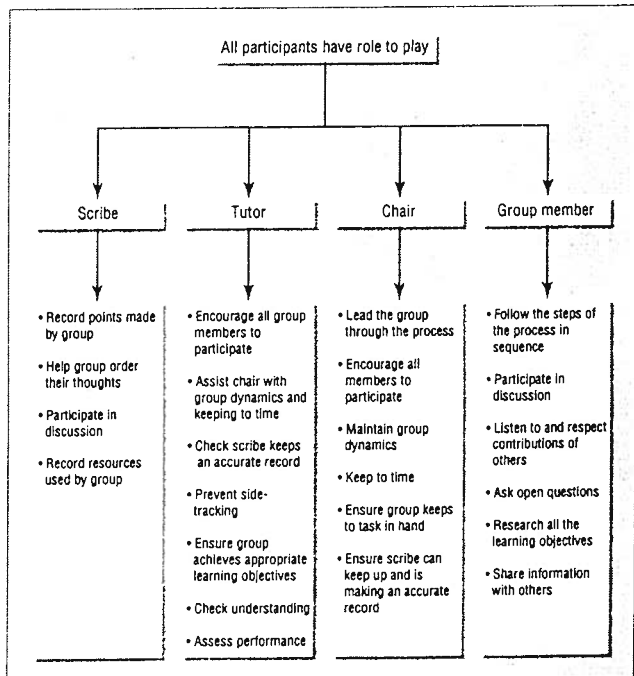 All participants have role to play
Scribe
Tutor
Chair
Group member
• Record points made
by group
• Help group order
their thoughts
• Participate in
discussion
• Record resources
used by group
• Encourage all group
members to
participate
• Assist chair with
group dynamics and
keeping to time
• Check scribe keeps
an accurate record
• Prevent side-
tracking
• Ensure group
achieves appropriate
learning objectives
• Check understanding
• Assess performance
• Lead the group
through the process
• Encourage all
members to
participate
• Maintain group
dynamics
• Keep to time
• Ensure group keeps
to task in hand
• Ensure scribe can
keep up and is
making an accurate
record
• Follow the steps of
the process in
sequence
• Participate in
discussion
• Listen to and respect
contributions of
others
• Ask open questions
• Research all the
learning objectives
• Share information
with others